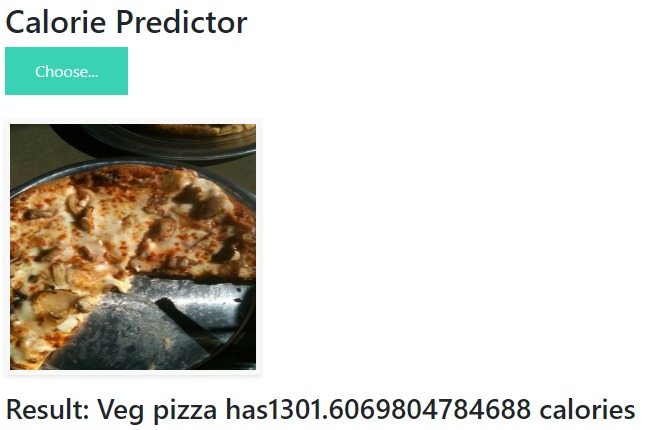 Calorie Predictor
Choose...
Result: Veg pizza has1301.6069804784688 calories